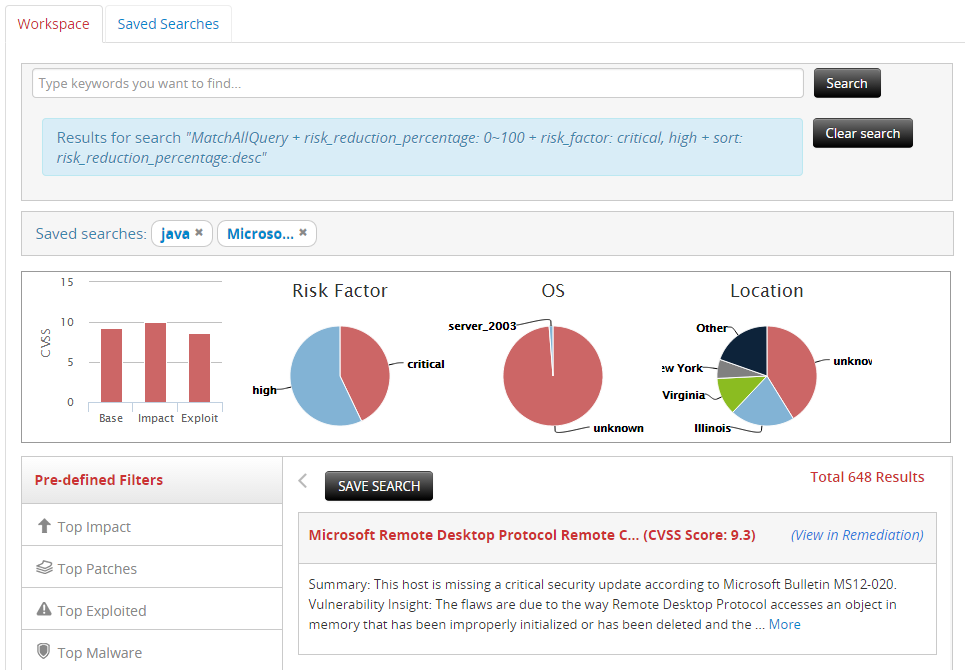 Workspace
Saved Searches
Type keywords you want to find...
Search
Results for search "MatchAllQuery + risk_reduction_percentage: 0~100 + risk_factor: critical, high + sort:
risk_reduction_percentage:desc"
Clear search
Saved searches:
java ×
Microso... ×
CVSS
15
10
5
0
Base
Impact
Exploit
Risk Factor
critical
high
OS
server_2003
unknown
Location
Other
unknow
ew York
Virginia
Illinois
Pre-defined Filters
Top Impact
Top Patches
Top Exploited
Top Malware
SAVE SEARCH
Total 648 Results
Microsoft Remote Desktop Protocol Remote C... (CVSS Score: 9.3)
(View in Remediation)
Summary: This host is missing a critical security update according to Microsoft Bulletin MS12-020.
Vulnerability Insight: The flaws are due to the way Remote Desktop Protocol accesses an object in
memory that has been improperly initialized or has been deleted and the ... More